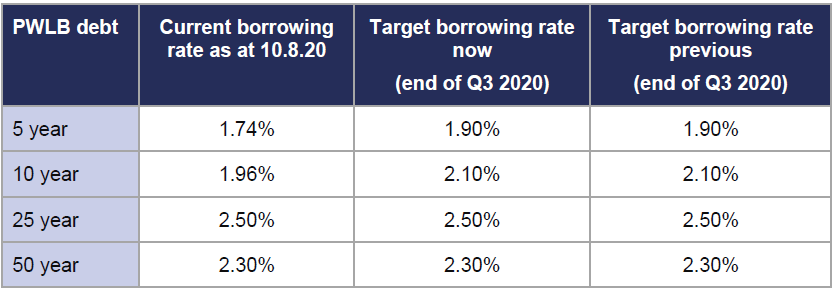 PWLB debt Current borrowing Target borrowing rate Target borrowing rate
rate as at 10.8.20 now previous
(end of Q3 2020) (end of Q3 2020)
5 year 1.74% 1.90% 1.90%
10 year 1.96% 2.10% 2.10%
25 year 2.50% 2.50% 2.50%
50 year 2.30% 2.30% 2.30%